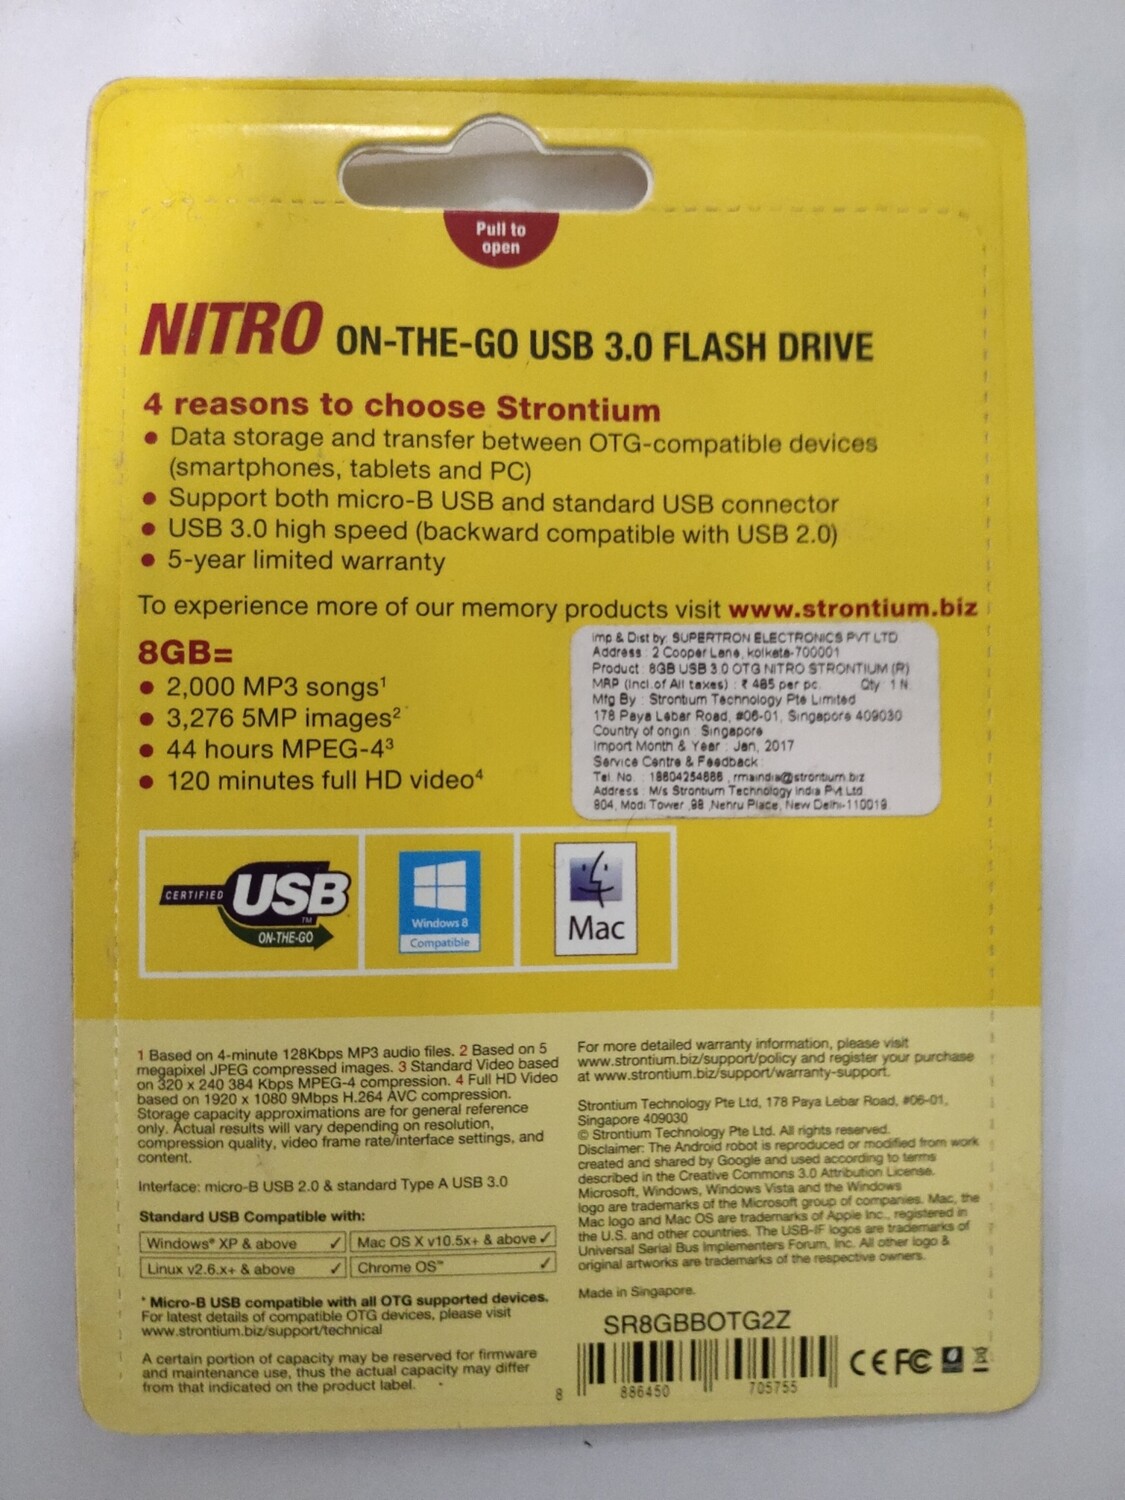 Pull to
open
NITRO ON-THE-GO USB 3.0 FLASH DRIVE
4 reasons to choose Strontium
• Data storage and transfer between OTG-compatible devices
(smartphones, tablets and PC)
• Support both micro-B USB and standard USB connector
• USB 3.0 high speed (backward compatible with USB 2.0)
• 5-year limited warranty
To experience more of our memory products visit www.strontium.biz
8GB=
• 2,000 MP3 songs¹
• 3,276 5MP images²
• 44 hours MPEG-4³
• 120 minutes full HD video⁴
Imp & Dist by: SUPERTRON ELECTRONICS PVT LTD
Address : 2 Cooper Lane, kolkata-700001
Product : 8GB USB 3.0 OTG NITRO STRONTIUM (R)
MRP (Incl.of All taxes) : ₹ 485 per pc. Qty : 1 N
Mfg By : Strontium Technology Pte Limited
178 Paya Lebar Road, #06-01, Singapore 409030
Country of origin : Singapore
Import Month & Year : Jan, 2017
Service Centre & Feedback :
Tel. No. : 18604254666 , rmaindia@strontium.biz
Address : M/s Strontium Technology India Pvt Ltd
804, Modi Tower ,98 ,Nehru Place, New Delhi-110019
CERTIFIED USB™
ON-THE-GO
Windows 8
Compatible
Mac
1 Based on 4-minute 128Kbps MP3 audio files. 2 Based on 5
megapixel JPEG compressed images. 3 Standard Video based
on 320 x 240 384 Kbps MPEG-4 compression. 4 Full HD Video
based on 1920 x 1080 9Mbps H.264 AVC compression.
Storage capacity approximations are for general reference
only. Actual results will vary depending on resolution,
compression quality, video frame rate/interface settings, and
content.
Interface: micro-B USB 2.0 & standard Type A USB 3.0
Standard USB Compatible with:
Windows® XP & above ✓ Mac OS X v10.5x+ & above ✓
Linux v2.6.x+ & above ✓ Chrome OS™ ✓
* Micro-B USB compatible with all OTG supported devices.
For latest details of compatible OTG devices, please visit
www.strontium.biz/support/technical
A certain portion of capacity may be reserved for firmware
and maintenance use, thus the actual capacity may differ
from that indicated on the product label.
For more detailed warranty information, please visit
www.strontium.biz/support/policy and register your purchase
at www.strontium.biz/support/warranty-support.
Strontium Technology Pte Ltd, 178 Paya Lebar Road, #06-01,
Singapore 409030
© Strontium Technology Pte Ltd. All rights reserved.
Disclaimer: The Android robot is reproduced or modified from work
created and shared by Google and used according to terms
described in the Creative Commons 3.0 Attribution License.
Microsoft, Windows, Windows Vista and the Windows
logo are trademarks of the Microsoft group of companies. Mac, the
Mac logo and Mac OS are trademarks of Apple Inc., registered in
the U.S. and other countries. The USB-IF logos are trademarks of
Universal Serial Bus Implementers Forum, Inc. All other logo &
original artworks are trademarks of the respective owners.
Made in Singapore.
SR8GBBOTG2Z
8 886450 705755
CE FC